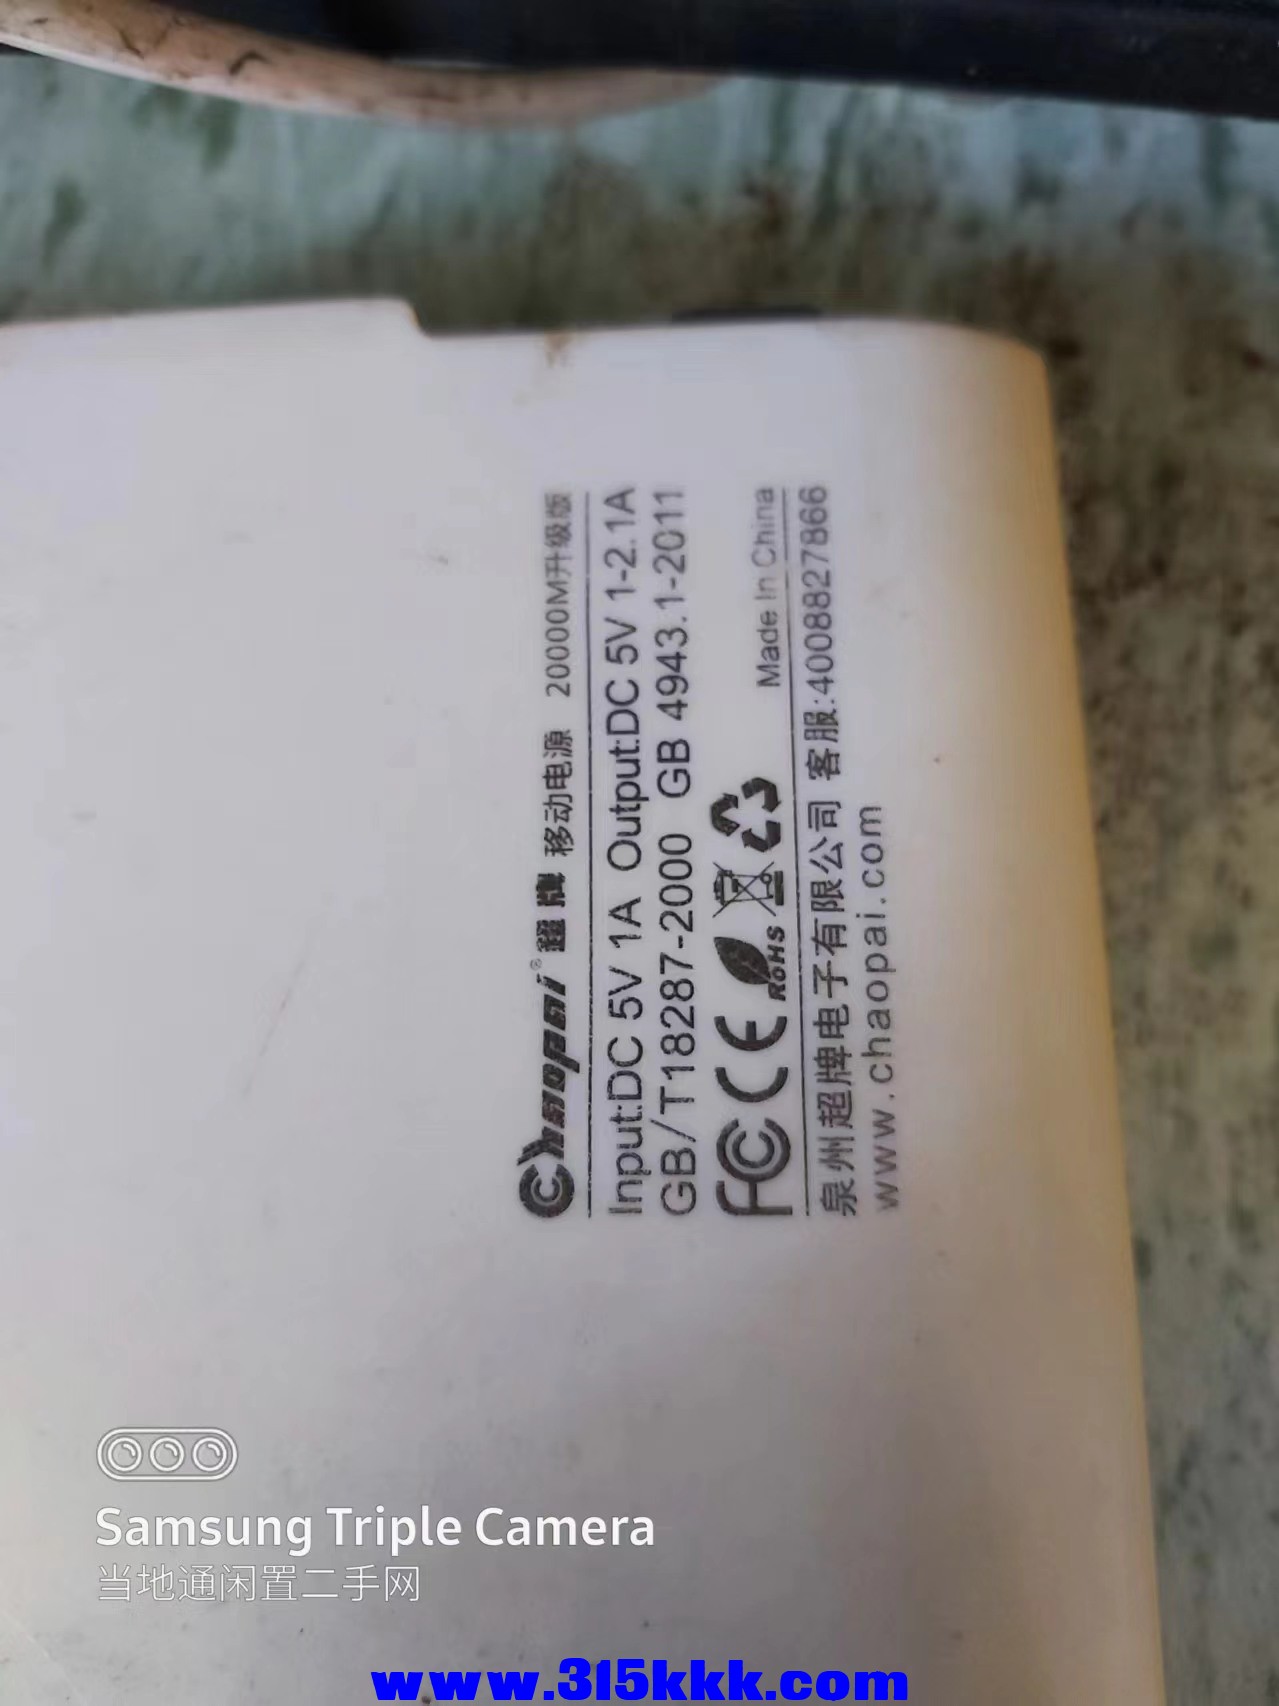 Chaopai® 超牌 移动电源 20000M升级版
Input:DC 5V 1A Output:DC 5V 1-2.1A
GB/T18287-2000 GB 4943.1-2011
FC CE RoHS Made In China
泉州超牌电子有限公司 客服:4008827866
www.chaopai.com
Samsung Triple Camera
当地通闲置二手网
www.315kkk.com